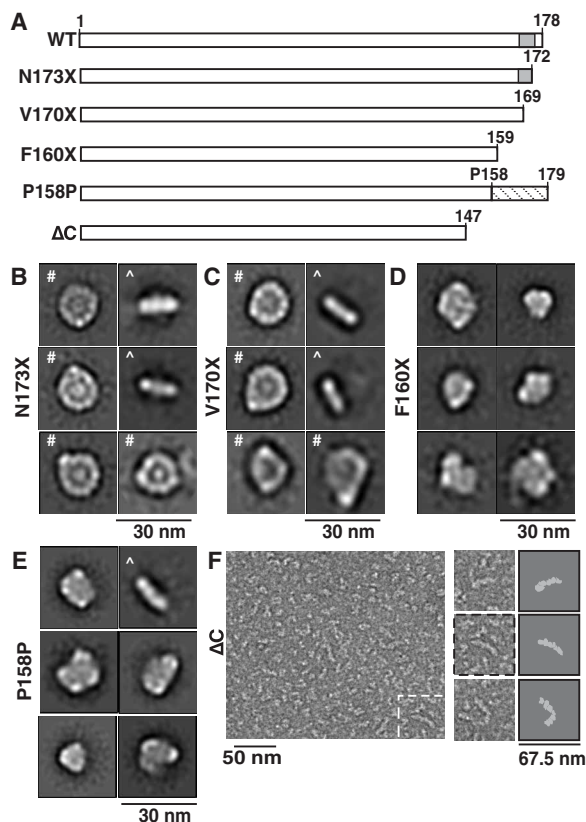 A
1 178
WT
172
N173X
169
V170X
159
F160X
P158 179
P158P
147
ΔC
B # ^ C # ^ D
# ^ # ^
N173X V170X F160X
# # # #
30 nm 30 nm 30 nm
E ^ F
P158P
ΔC
50 nm 67.5 nm
30 nm